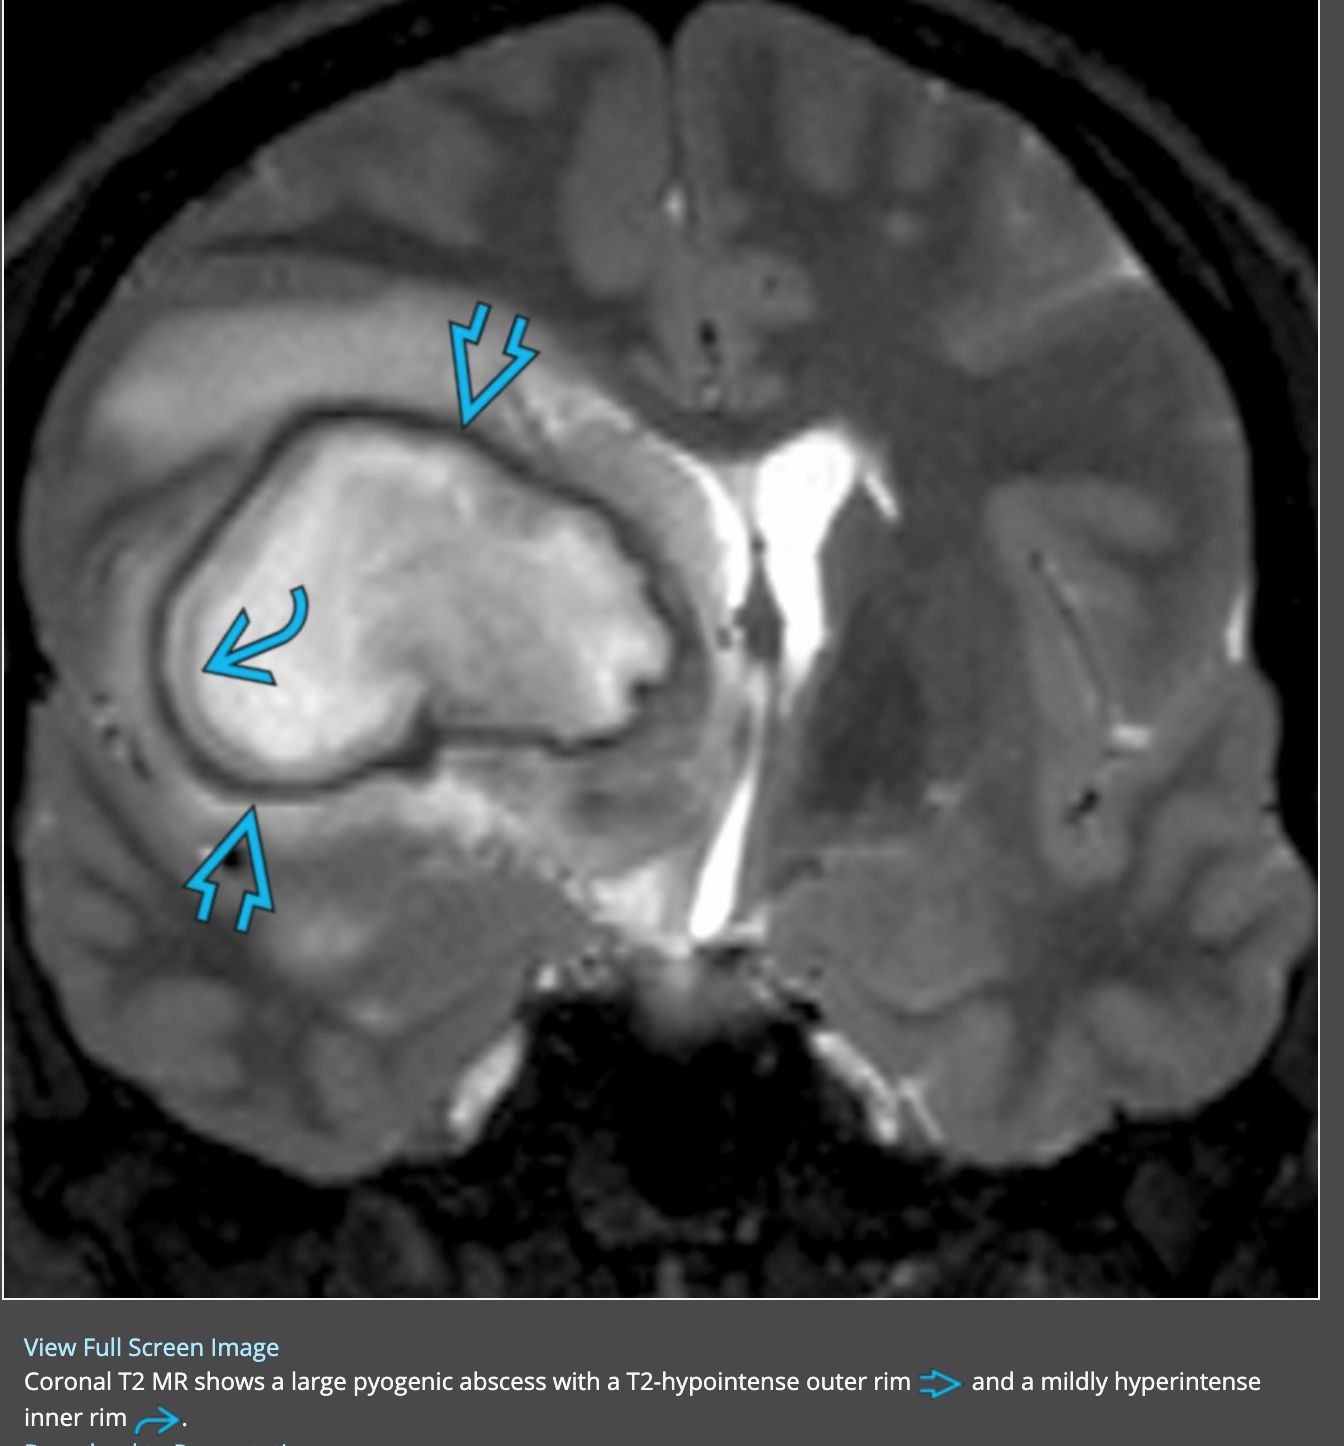 View Full Screen Image
Coronal T2 MR shows a large pyogenic abscess with a T2-hypointense outer rim and a mildly hyperintense
inner rim .